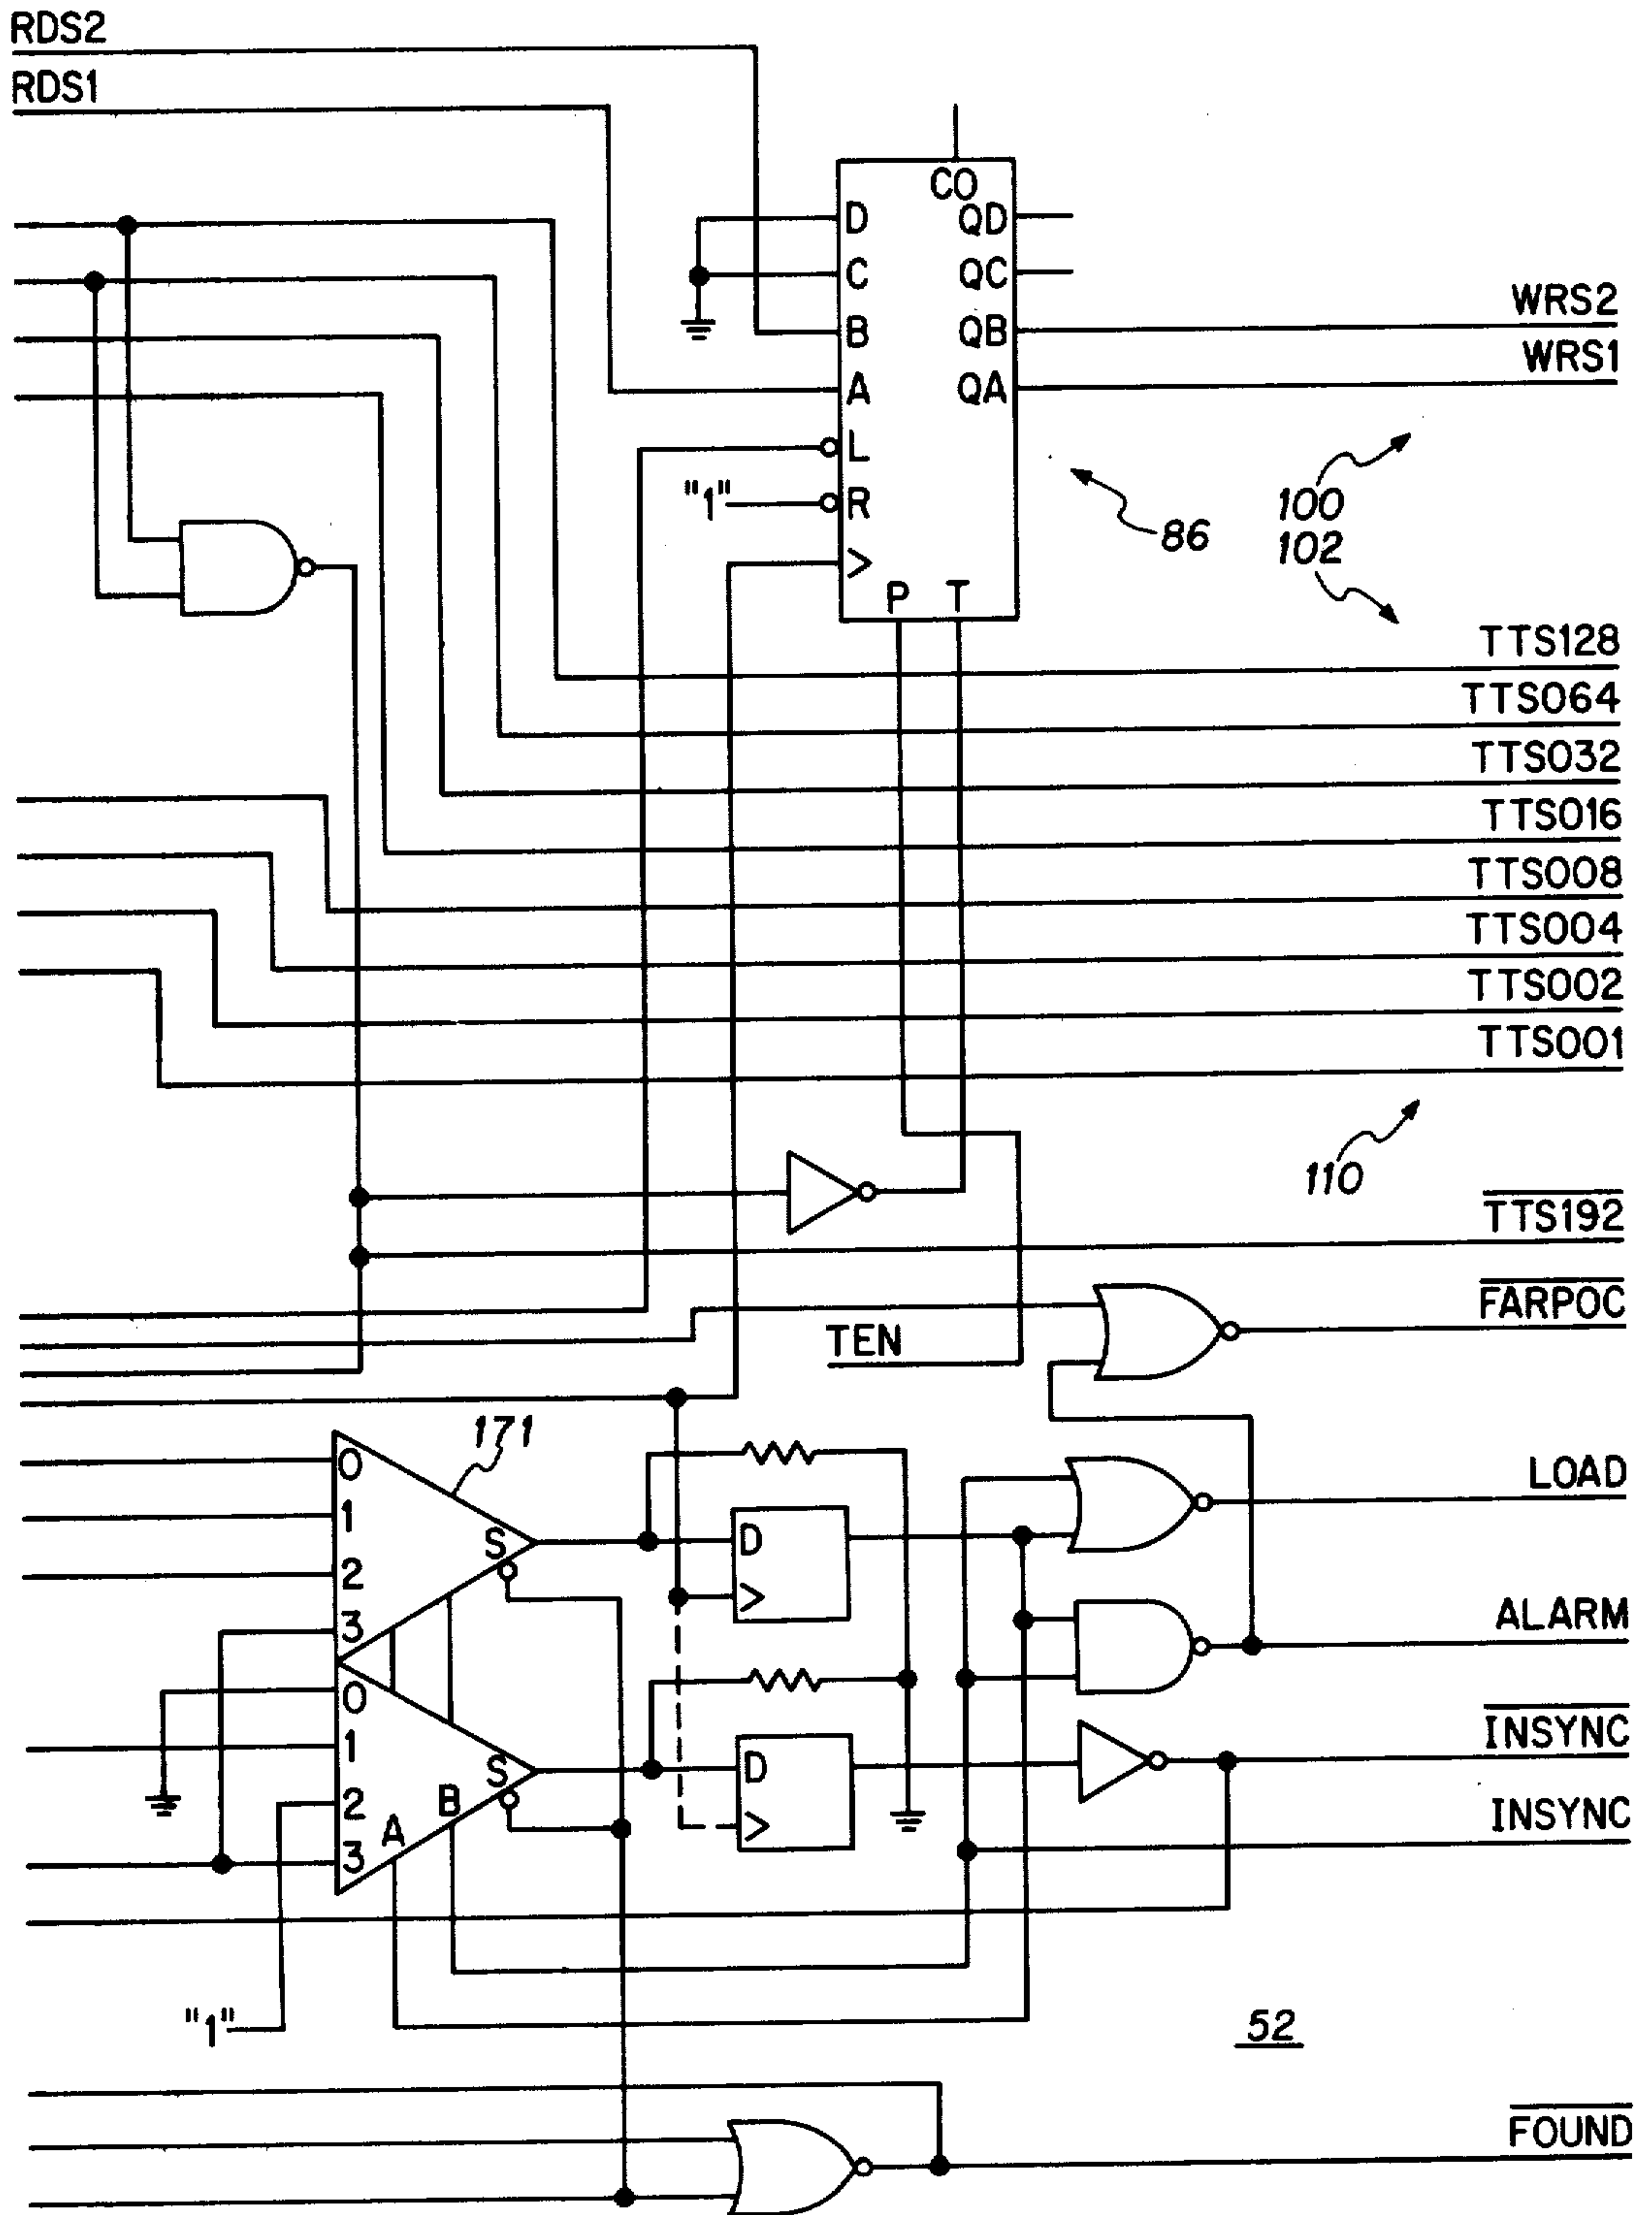 RDS2
RDS1
CO
D QD
C QC
B QB WRS2
A QA WRS1
L
"1" R
86
100
102
>
P T
TTS128
TTS064
TTS032
TTS016
TTS008
TTS004
TTS002
TTS001
110
TTS192
FARPOC
TEN
171
0
1
2
3
S
D
>
LOAD
ALARM
0
1
2
3
A B
S
D
>
INSYNC
INSYNC
"1"
52
FOUND